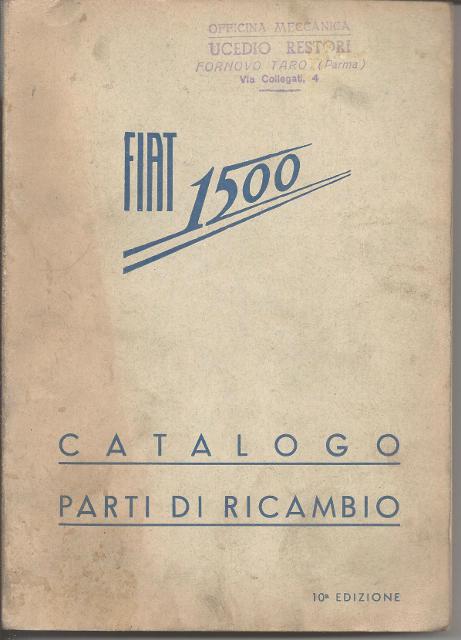 OFFICINA MECCANICA
UCEDIO RESTORI
FORNOVO TARO (Parma)
Via Collegati, 4
FIAT 1500
CATALOGO
PARTI DI RICAMBIO
10ª EDIZIONE